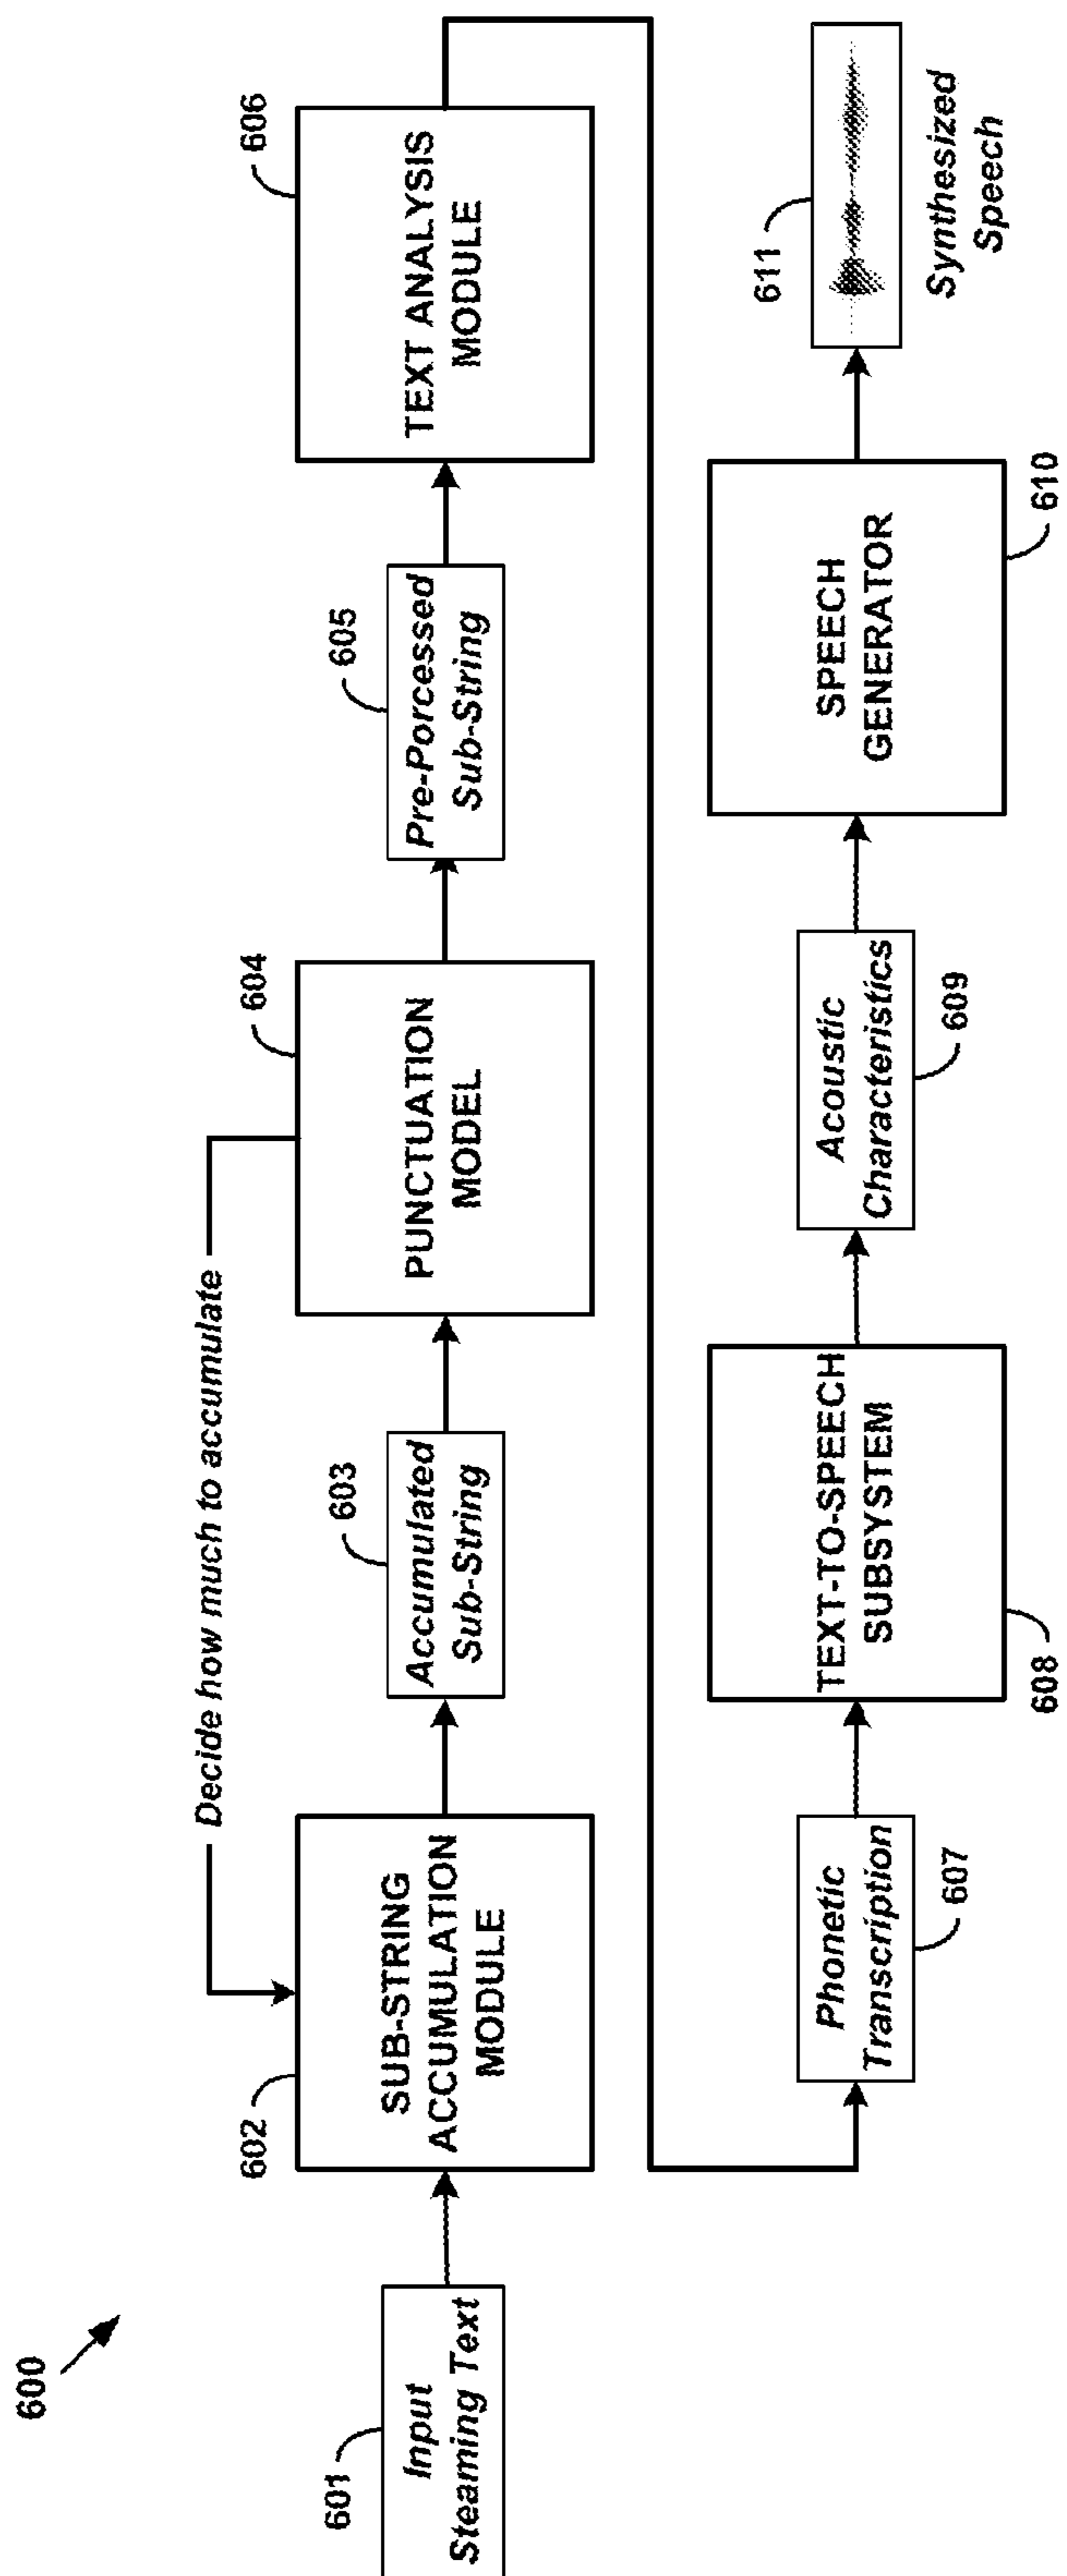 600
601
Input
Steaming Text
602
SUB-STRING
ACCUMULATION
MODULE
Decide how much to accumulate
603
Accumulated
Sub-String
604
PUNCTUATION
MODEL
605
Pre-Porcessed
Sub-String
606
TEXT ANALYSIS
MODULE
Phonetic
Transcription
607
TEXT-TO-SPEECH
SUBSYSTEM
608
Acoustic
Characteristics
609
SPEECH
GENERATOR
610
611
Synthesized
Speech